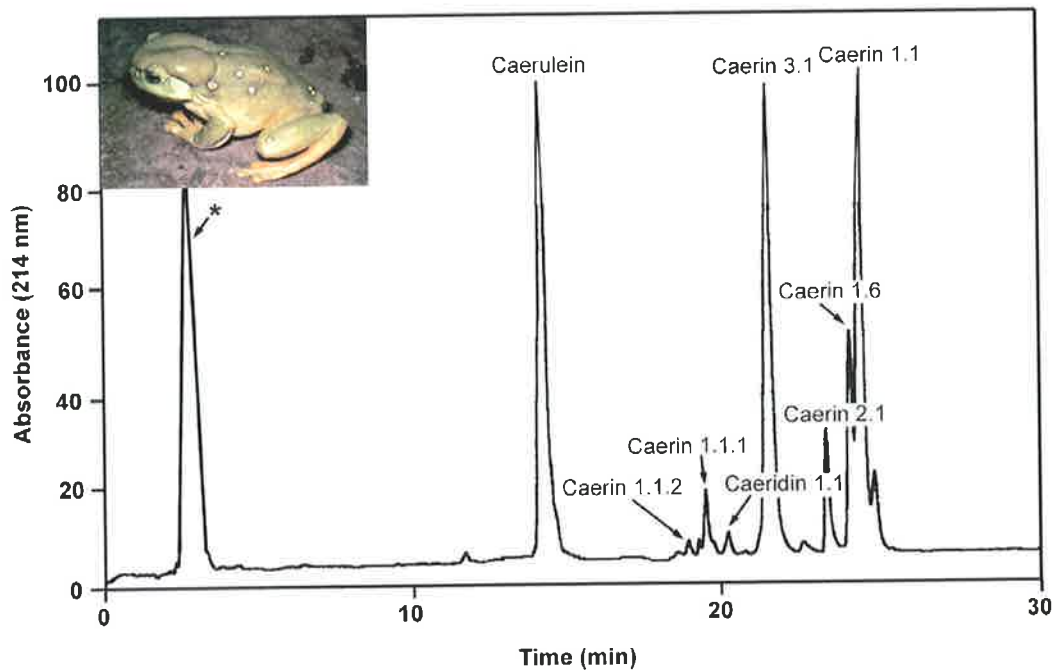 Caerulein
Caerin 3.1
Caerin 1.1
*
Caerin 1.6
Caerin 2.1
Caerin 1.1.1
Caerin 1.1.2
Caeridin 1.1
Absorbance (214 nm)
100
80
60
40
20
0
0
10
20
30
Time (min)